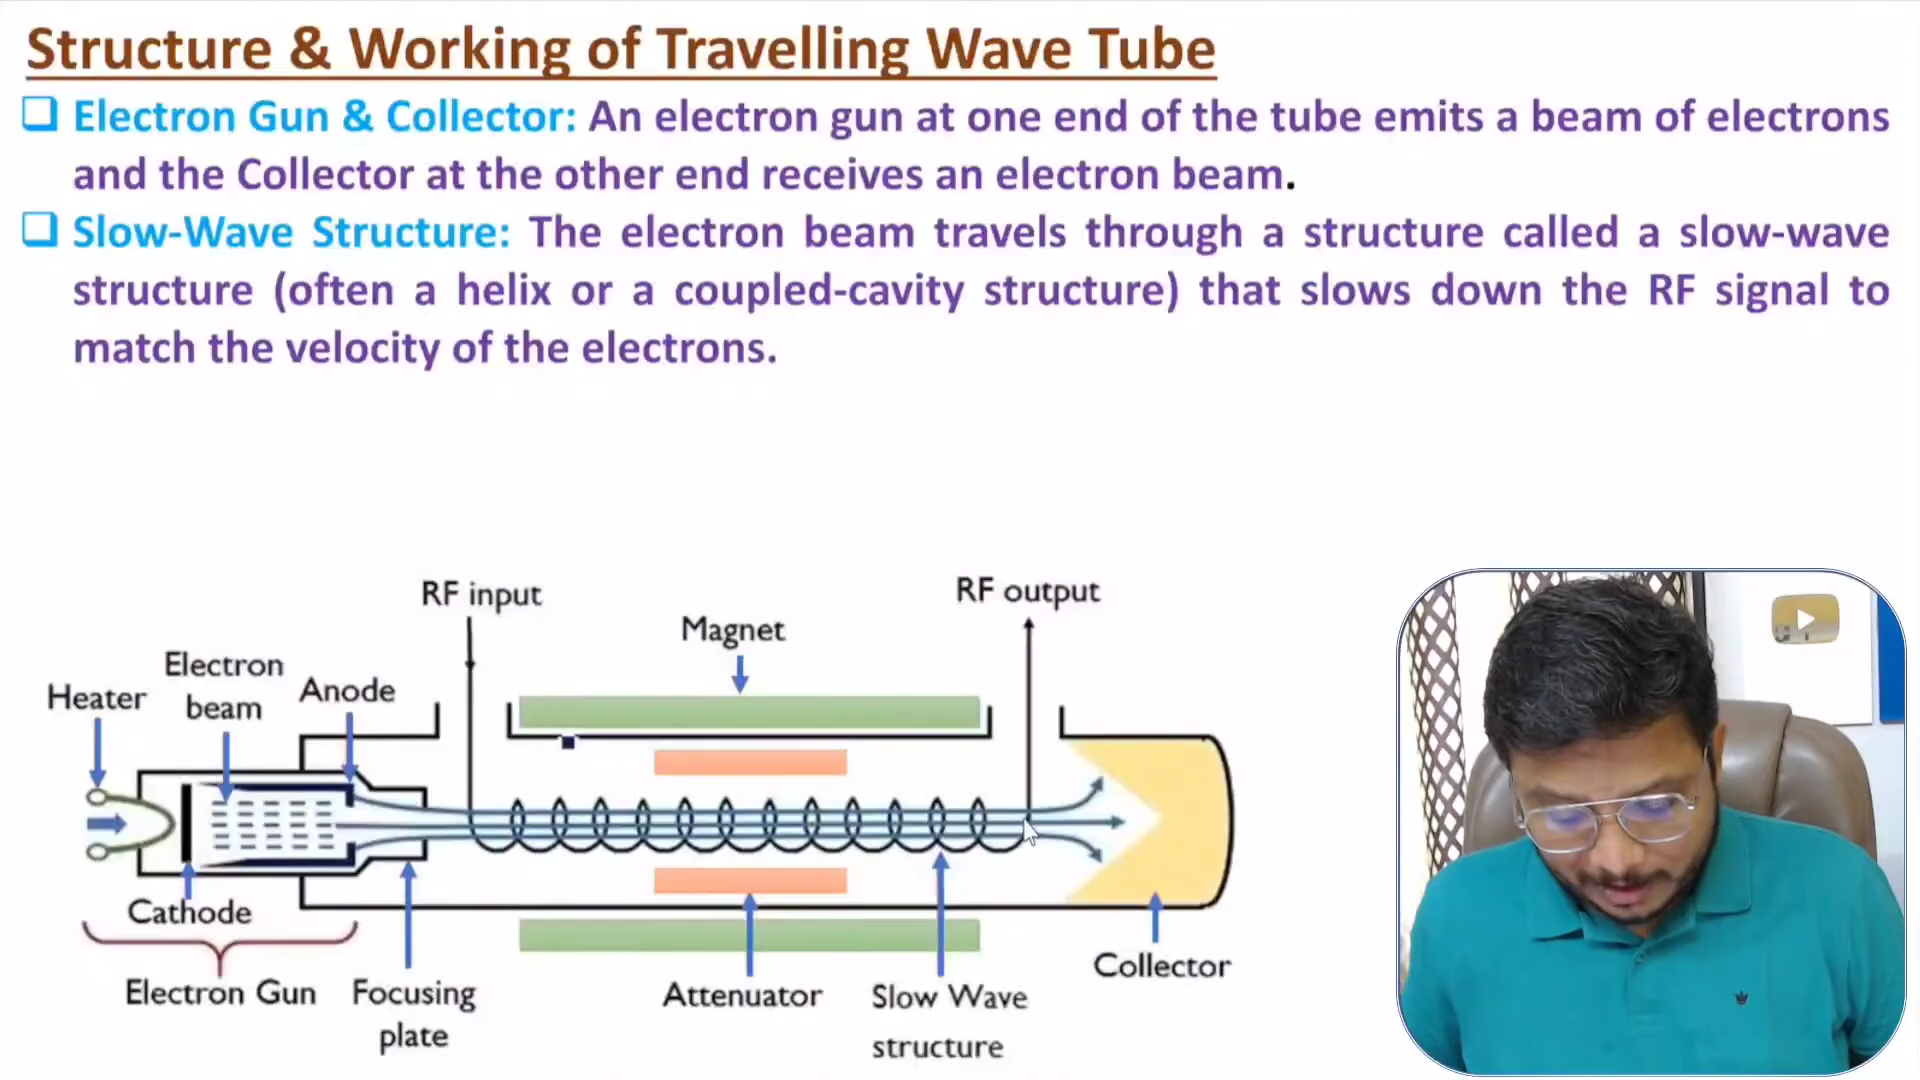 Structure & Working of Travelling Wave Tube
Electron Gun & Collector: An electron gun at one end of the tube emits a beam of electrons
and the Collector at the other end receives an electron beam.
Slow-Wave Structure: The electron beam travels through a structure called a slow-wave
structure (often a helix or a coupled-cavity structure) that slows down the RF signal to
match the velocity of the electrons.
RF input
RF output
Magnet
Electron
beam
Heater
Anode
Cathode
Electron Gun
Focusing
plate
Attenuator
Slow Wave
structure
Collector